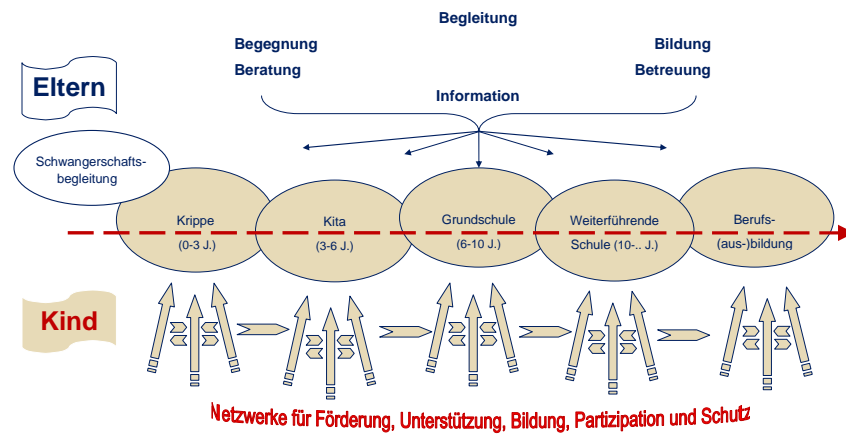 Begleitung
Begegnung
Bildung
Beratung
Betreuung
Eltern
Information
Schwangerschafts-
begleitung
Krippe
(0-3 J.)
Kita
(3-6 J.)
Grundschule
(6-10 J.)
Weiterführende
Schule (10-.. J.)
Berufs-
(aus-)bildung
Kind
Netzwerke für Förderung, Unterstützung, Bildung, Partizipation und Schutz